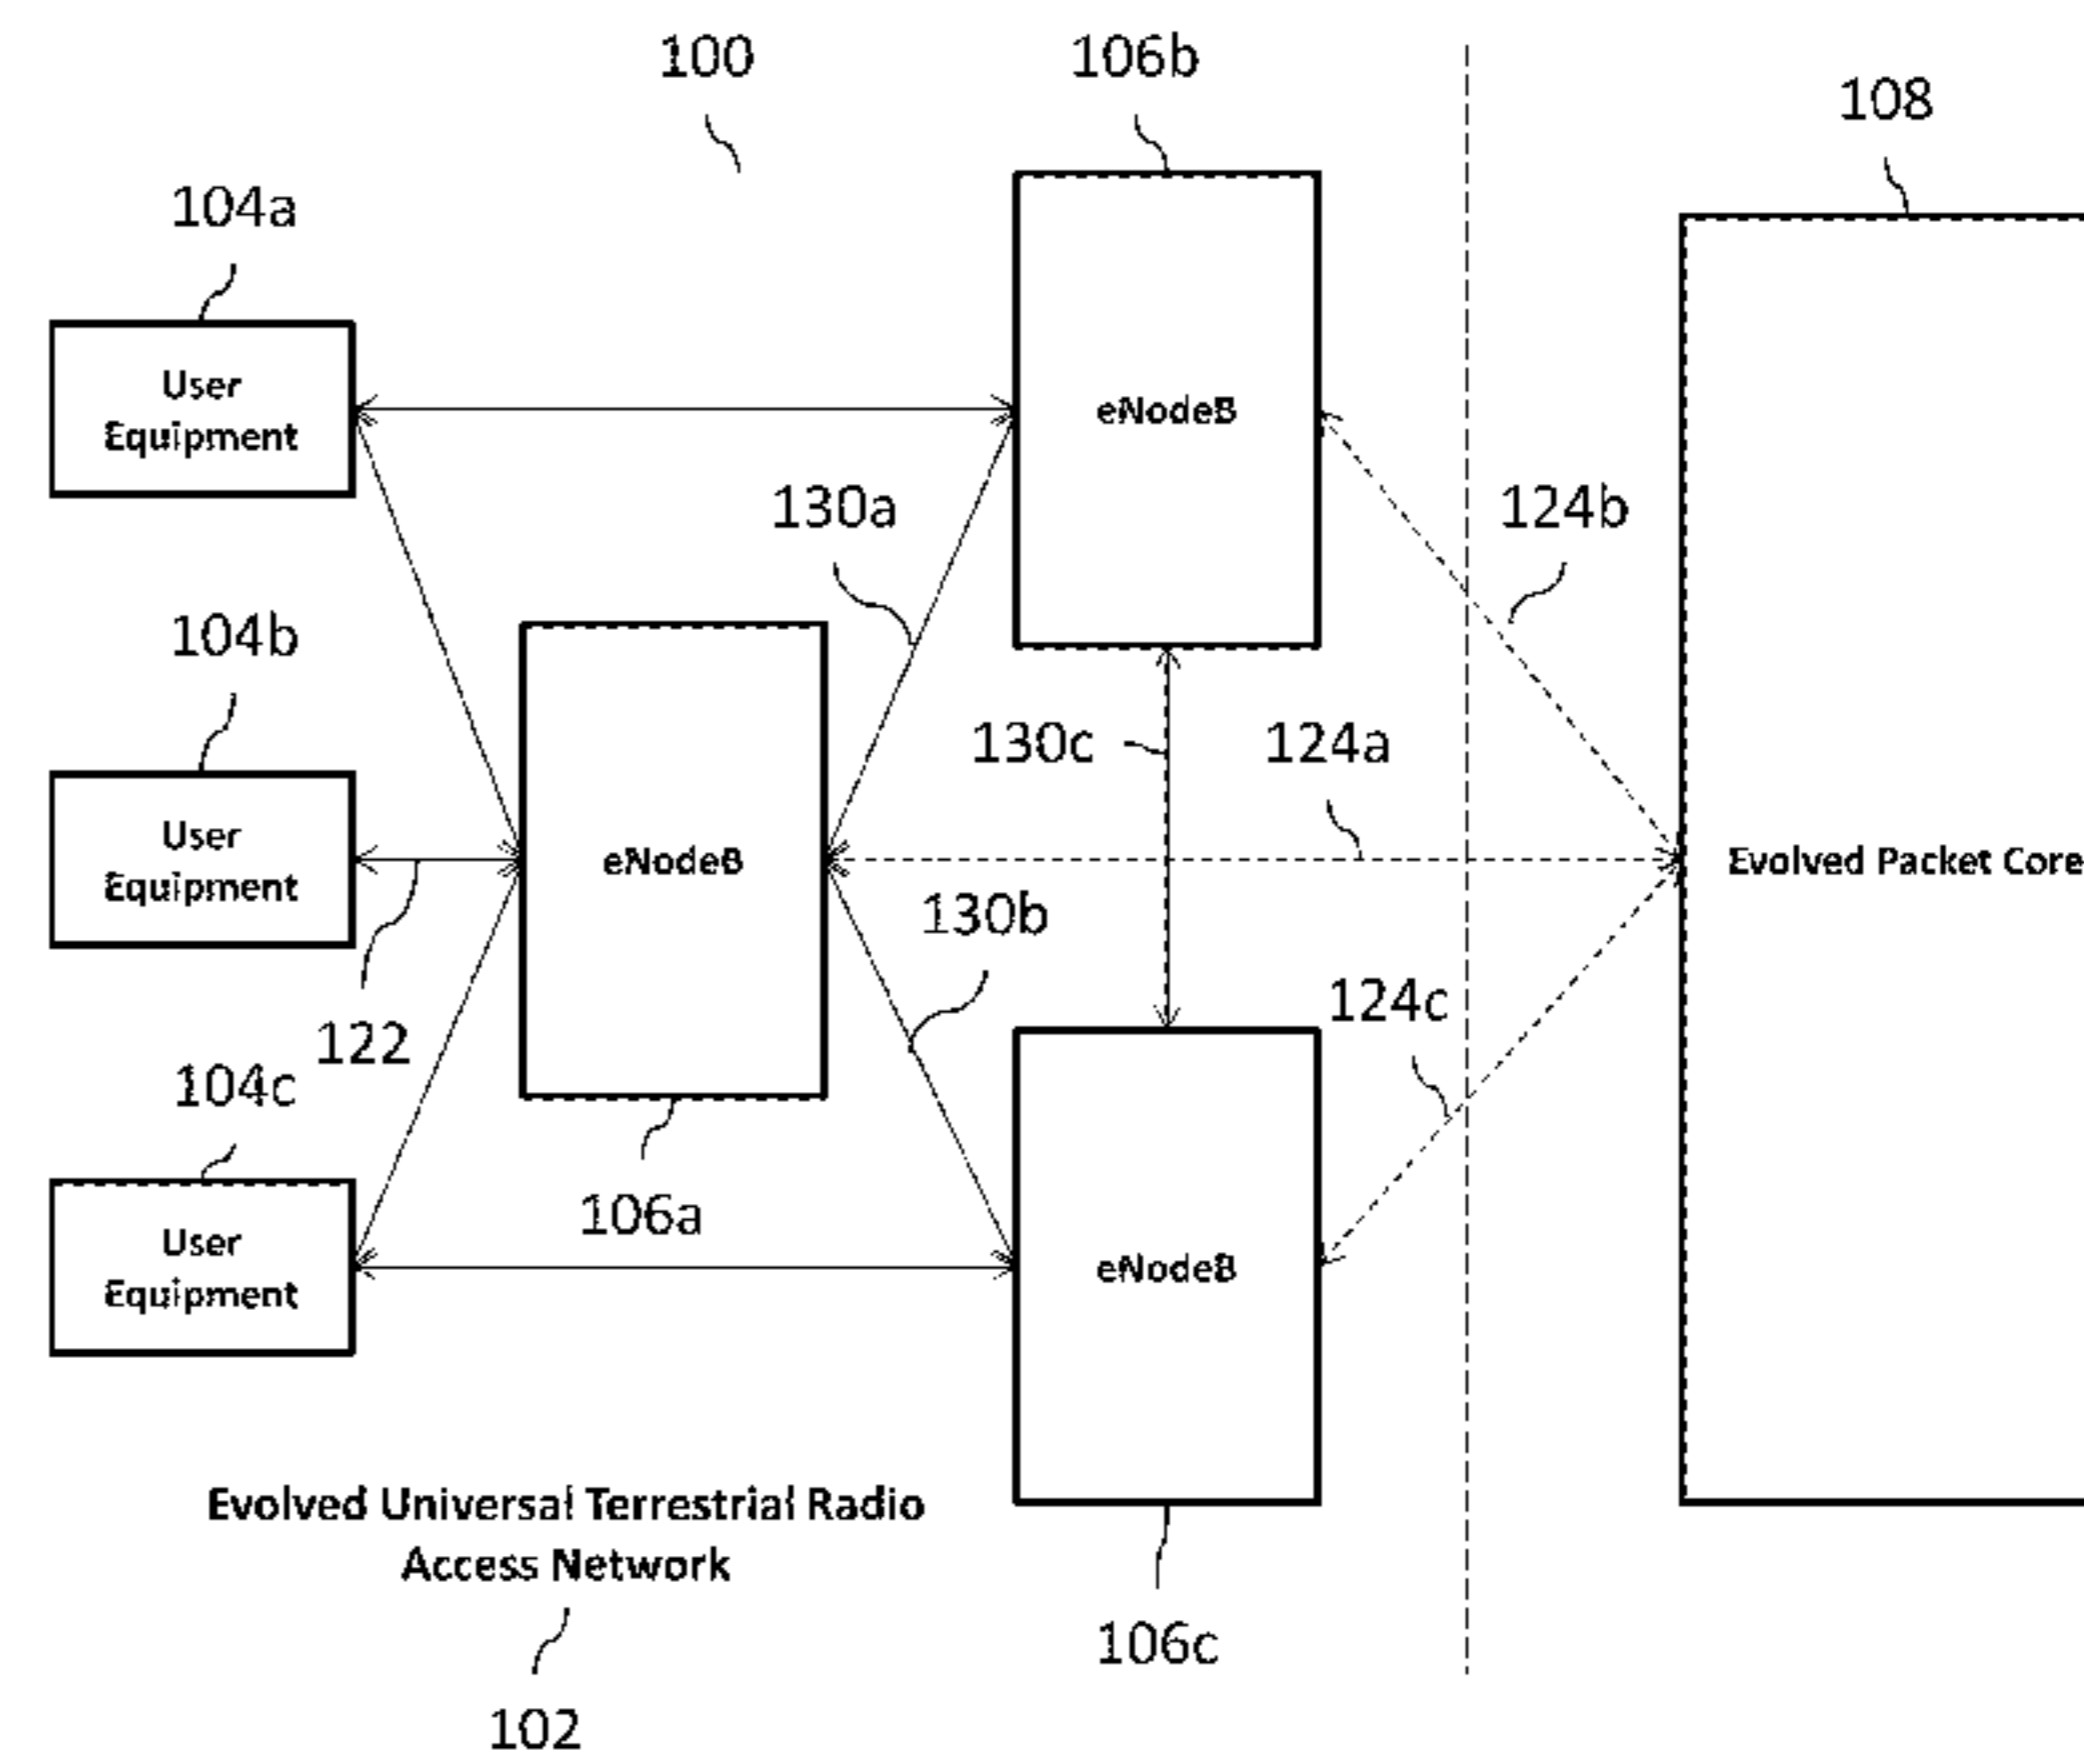 100
106b
108
104a
User
Equipment
eNodeB
130a
124b
104b
130c
124a
User
Equipment
eNodeB
Evolved Packet Core
130b
124c
122
104c
106a
User
Equipment
eNodeB
Evolved Universal Terrestrial Radio
Access Network
106c
102